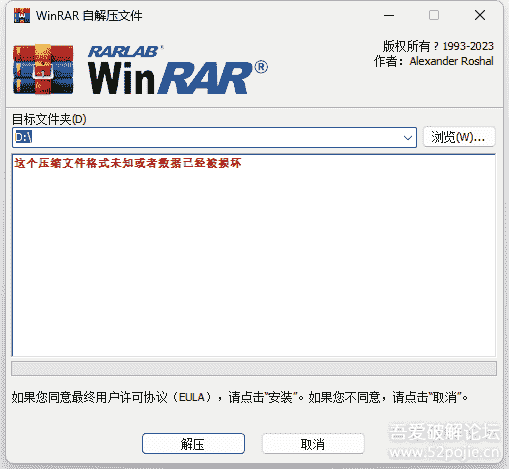 WinRAR 自解压文件
RARLAB®
WinRAR®
版权所有 ? 1993-2023
作者：Alexander Roshal
目标文件夹(D)
D:\
浏览(W)...
这个压缩文件格式未知或者数据已经被损坏
如果您同意最终用户许可协议（EULA），请点击“安装”。如果您不同意，请点击“取消”。
解压
取消
吾爱破解论坛
www.52pojie.cn